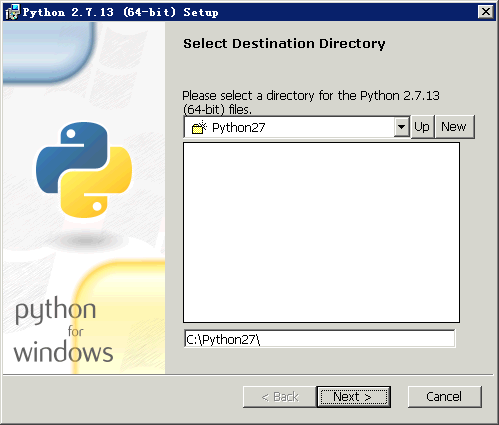 Python 2.7.13 (64-bit) Setup
Select Destination Directory
Please select a directory for the Python 2.7.13
(64-bit) files.
Python27
Up
New
C:\Python27\
python
for
windows
< Back
Next >
Cancel